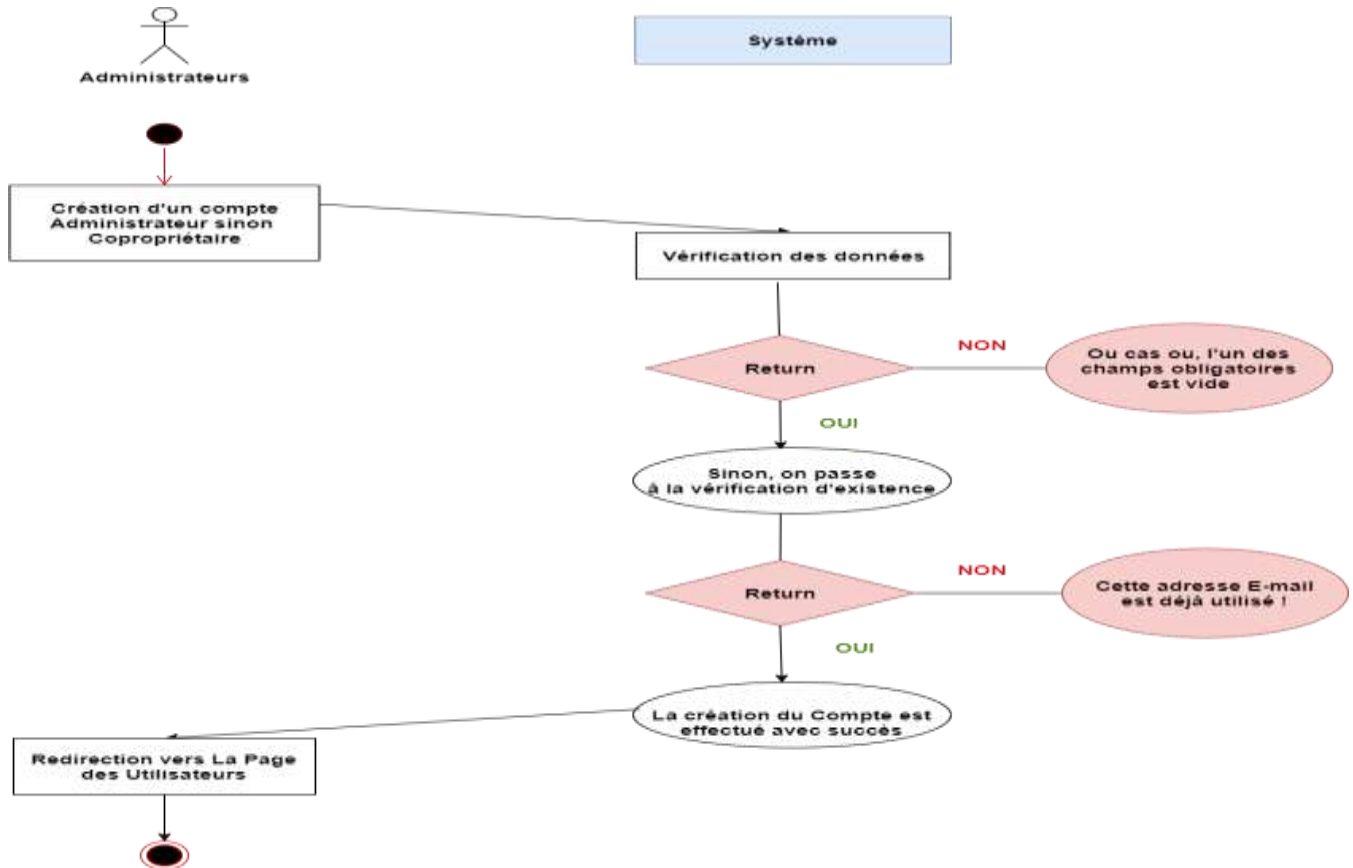 Administrateurs
Système
Création d'un compte
Administrateur sinon
Copropriétaire
Vérification des données
Return
NON
Ou cas ou, l'un des
champs obligatoires
est vide
OUI
Sinon, on passe
à la vérification d'existence
Return
NON
Cette adresse E-mail
est déjà utilisé !
OUI
La création du Compte est
effectué avec succès
Redirection vers La Page
des Utilisateurs